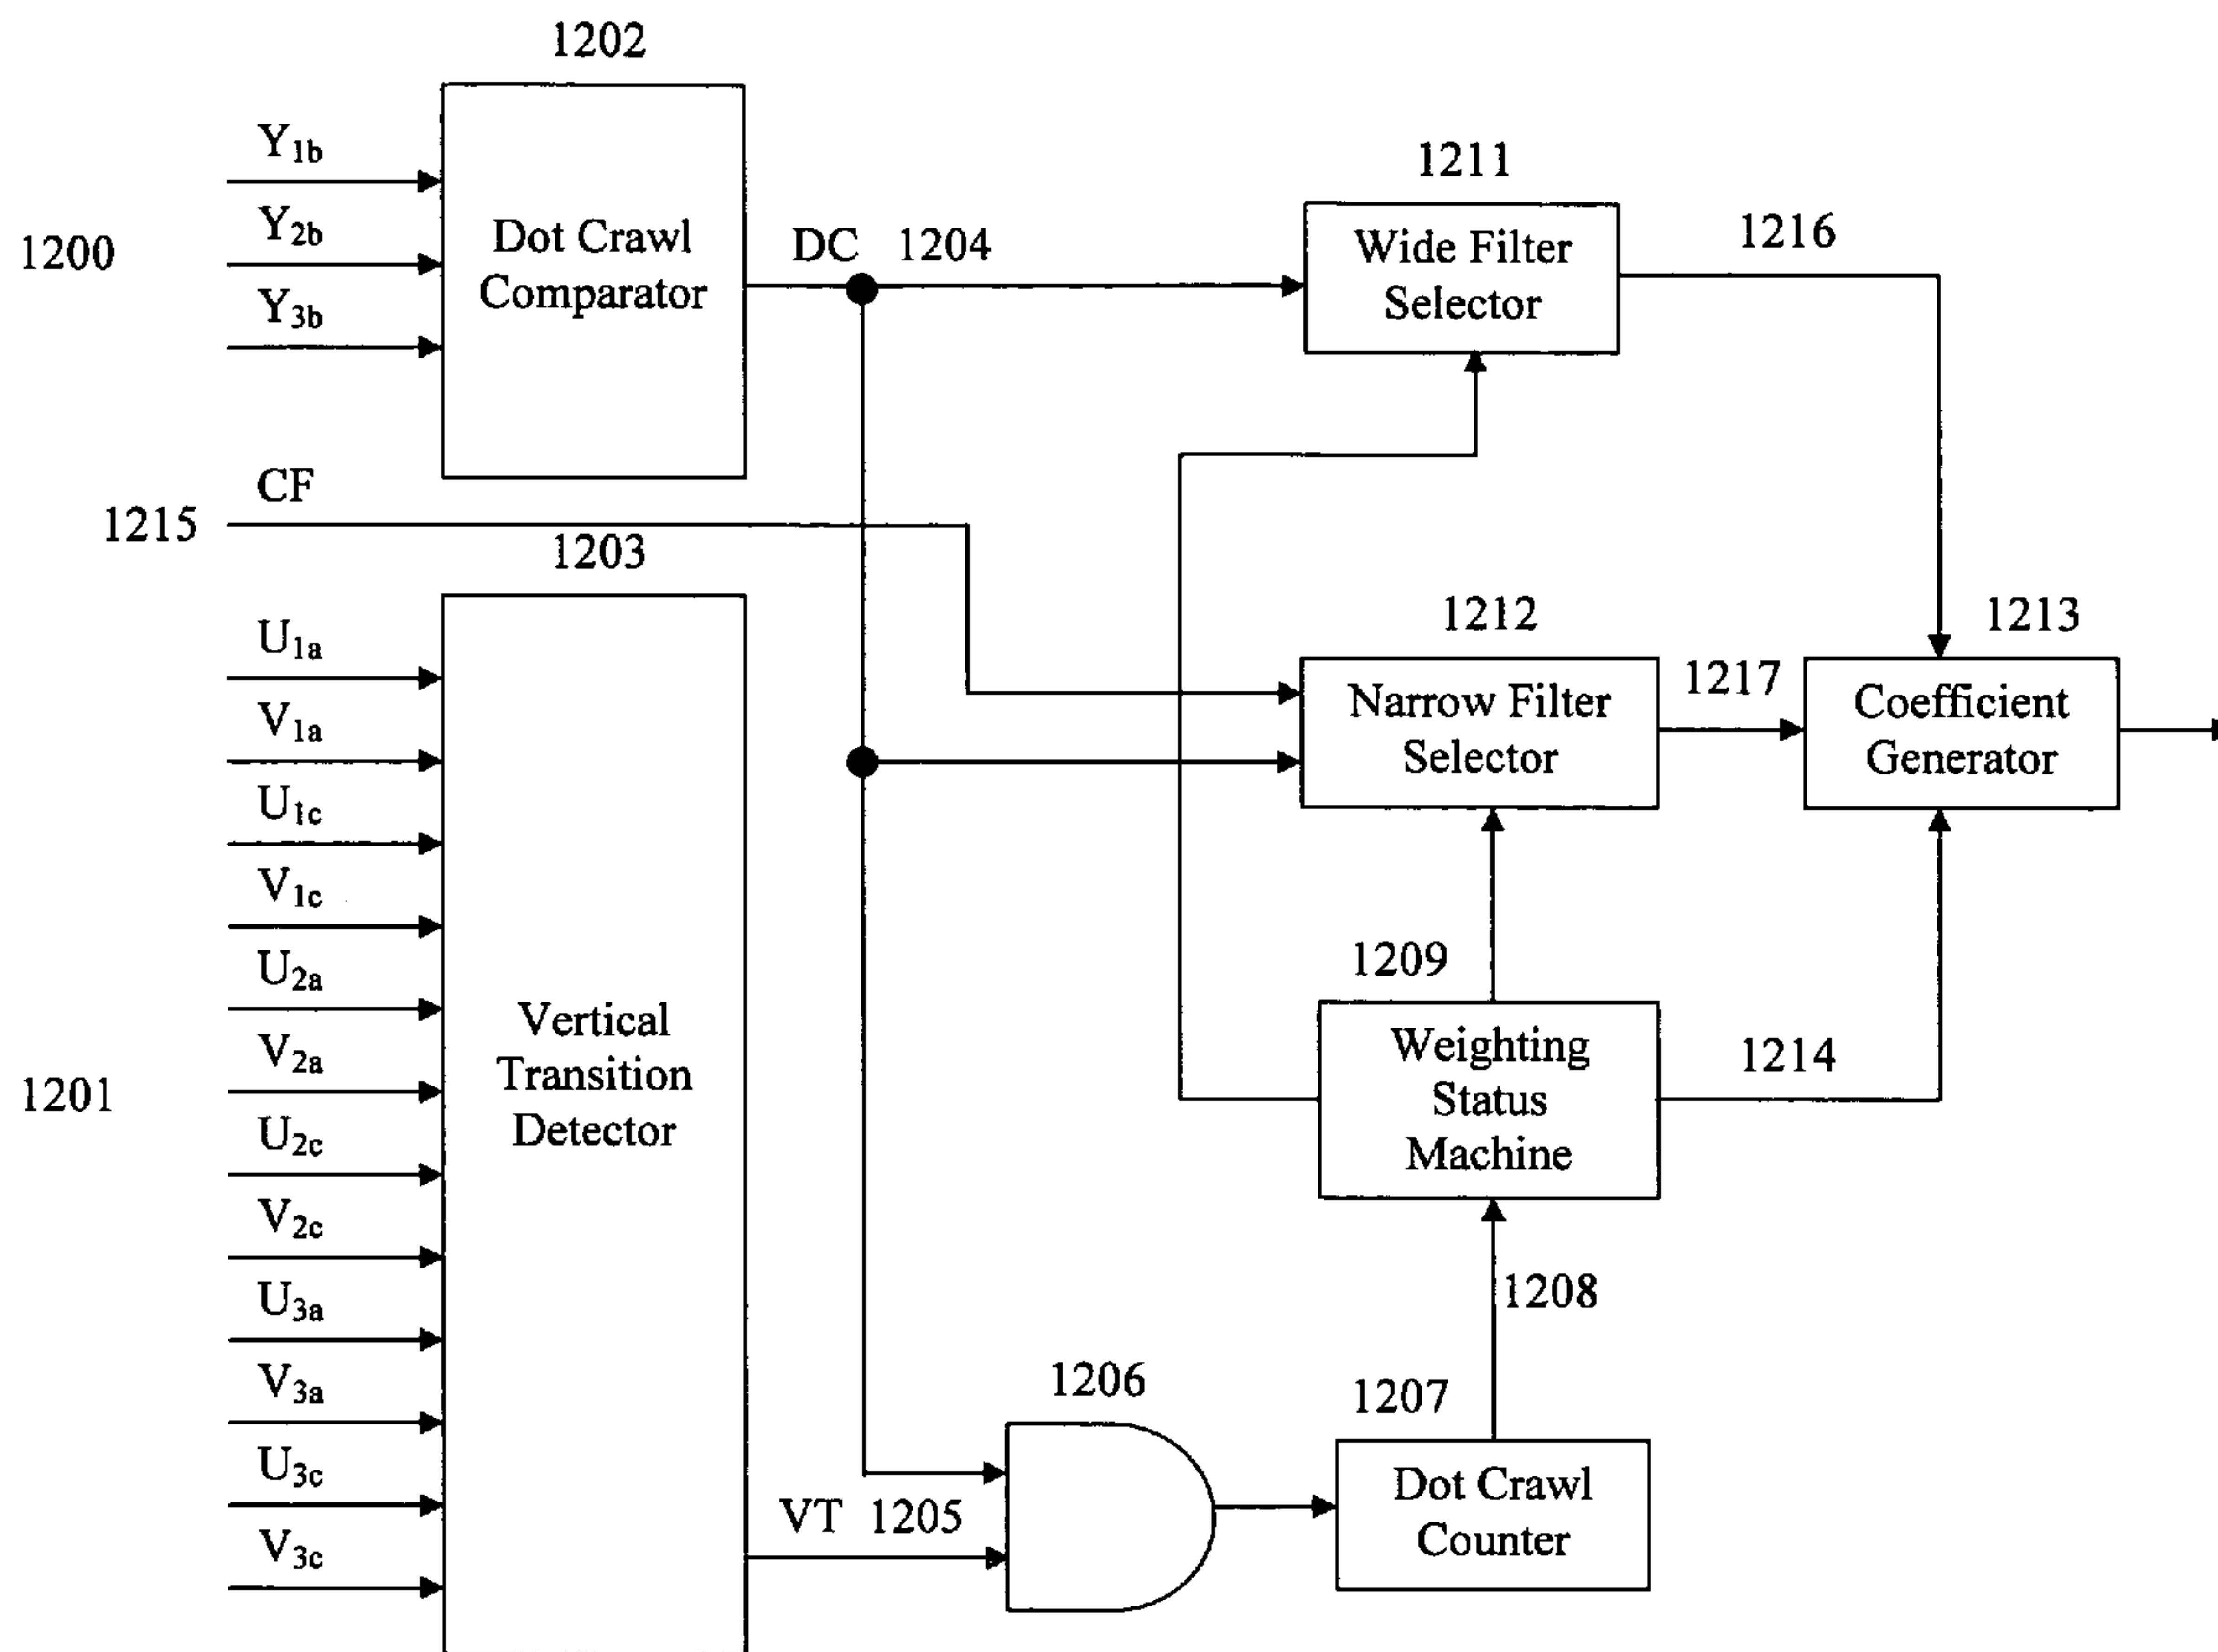 1202
Y1b
Y2b
Y3b
1200
Dot Crawl
Comparator
DC 1204
1211
Wide Filter
Selector
1216
CF
1215
1203
U1a
V1a
U1c
V1c
U2a
V2a
U2c
V2c
U3a
V3a
U3c
V3c
1201
Vertical
Transition
Detector
1212
Narrow Filter
Selector
1217
1213
Coefficient
Generator
1209
Weighting
Status
Machine
1214
1208
1206
1207
Dot Crawl
Counter
VT 1205